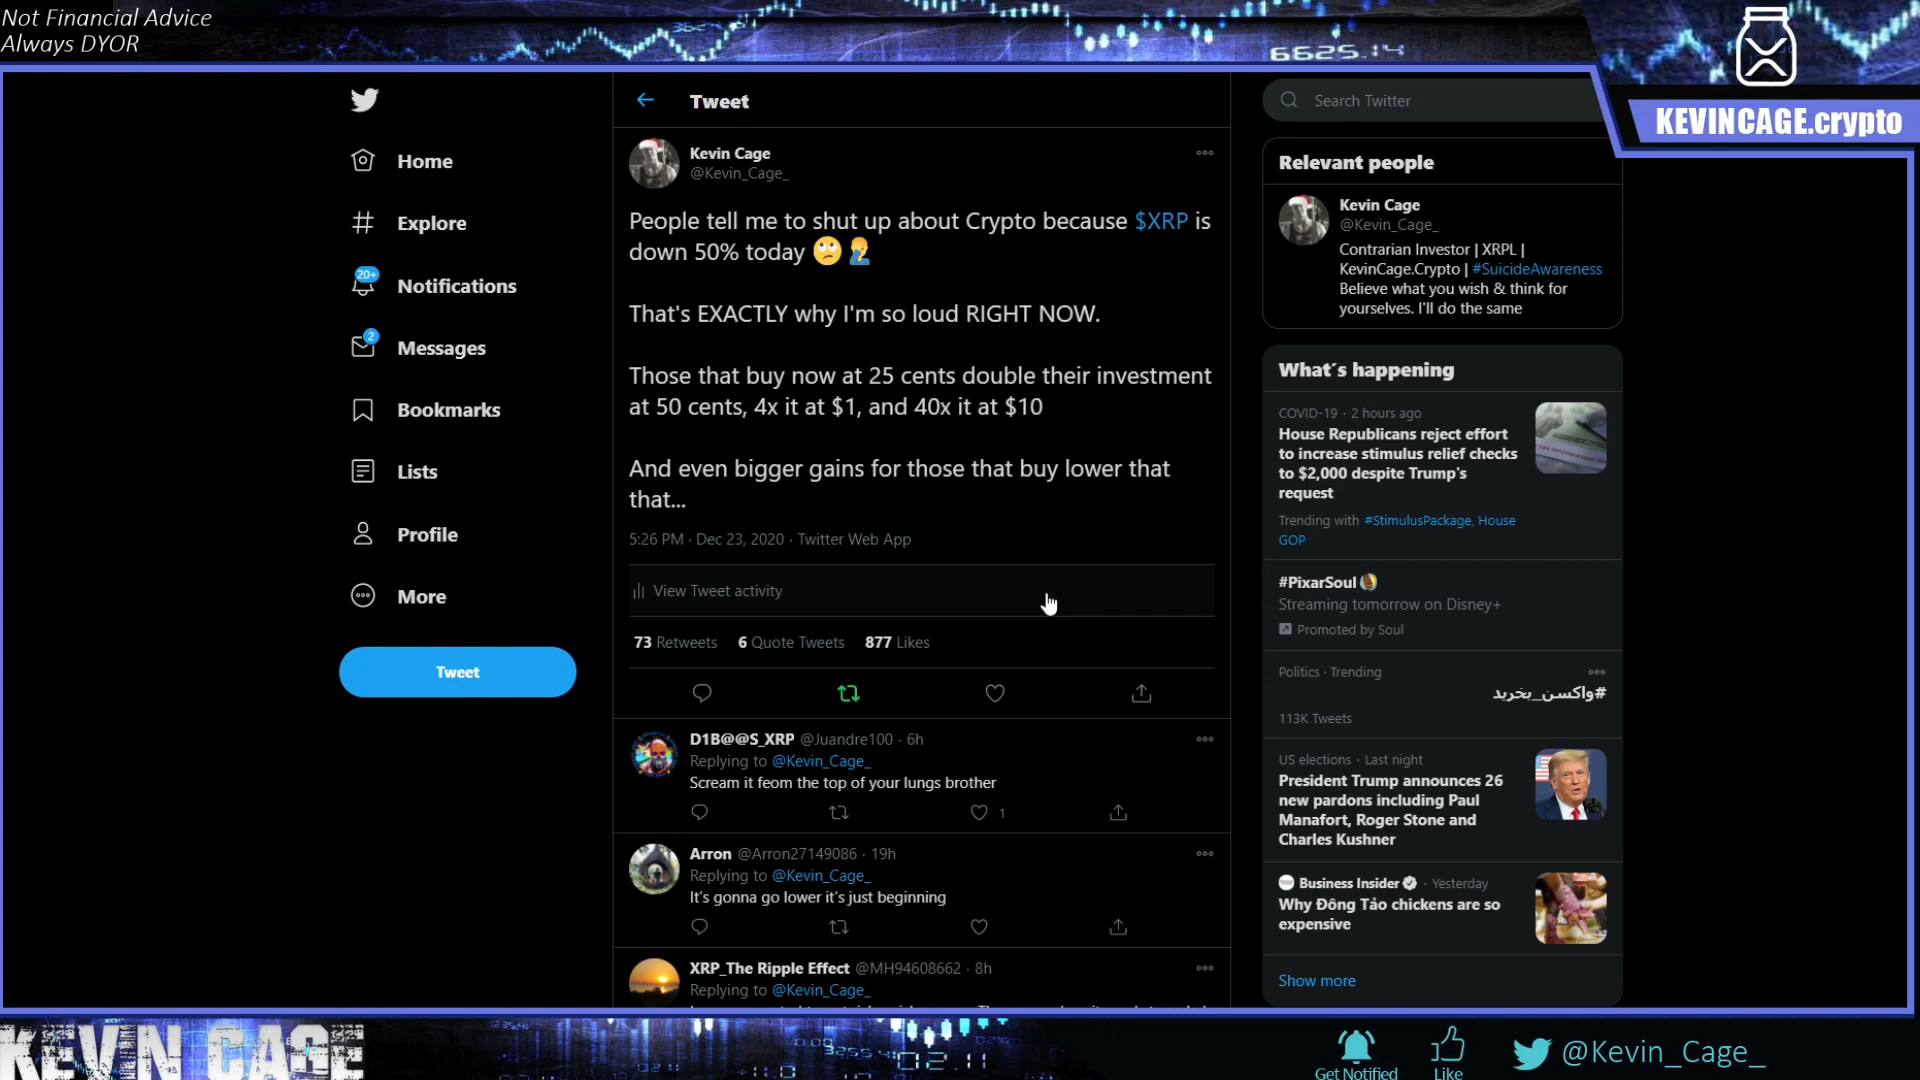 Not Financial Advice
Always DYOR
6625.14
KEVINCAGE.crypto
Home
Explore
20+
Notifications
2
Messages
Bookmarks
Lists
Profile
More
Tweet
Tweet
Kevin Cage
@Kevin_Cage_
People tell me to shut up about Crypto because $XRP is
down 50% today 🙄 🤦‍♂️
That's EXACTLY why I'm so loud RIGHT NOW.
Those that buy now at 25 cents double their investment
at 50 cents, 4x it at $1, and 40x it at $10
And even bigger gains for those that buy lower that
that...
5:26 PM · Dec 23, 2020 · Twitter Web App
View Tweet activity
73 Retweets 6 Quote Tweets 877 Likes
D1B@@S_XRP @Juandre100 · 6h
Replying to @Kevin_Cage_
Scream it feom the top of your lungs brother
1
Arron @Arron27149086 · 19h
Replying to @Kevin_Cage_
It's gonna go lower it's just beginning
XRP_The Ripple Effect @MH94608662 · 8h
Replying to @Kevin_Cage_
Search Twitter
Relevant people
Kevin Cage
@Kevin_Cage_
Contrarian Investor | XRPL |
KevinCage.Crypto | #SuicideAwareness
Believe what you wish & think for
yourselves. I'll do the same
What's happening
COVID-19 · 2 hours ago
House Republicans reject effort
to increase stimulus relief checks
to $2,000 despite Trump's
request
Trending with #StimulusPackage, House
GOP
#PixarSoul
Streaming tomorrow on Disney+
Promoted by Soul
Politics · Trending
#واکسن_بخرید
113K Tweets
US elections · Last night
President Trump announces 26
new pardons including Paul
Manafort, Roger Stone and
Charles Kushner
Business Insider · Yesterday
Why Đông Tảo chickens are so
expensive
Show more
KEVIN CAGE
02.11
Get Notified
Like
@Kevin_Cage_